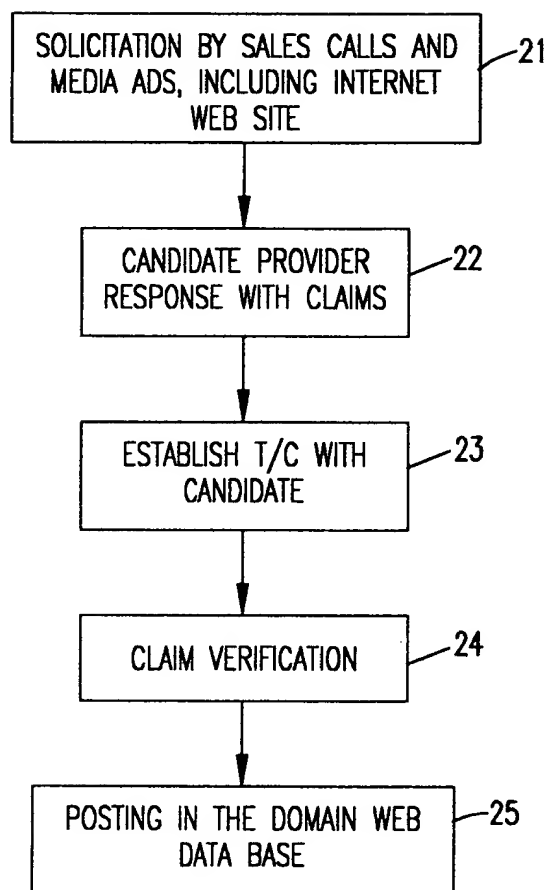 SOLICITATION BY SALES CALLS AND
MEDIA ADS, INCLUDING INTERNET
WEB SITE
21
CANDIDATE PROVIDER
RESPONSE WITH CLAIMS
22
ESTABLISH T/C WITH
CANDIDATE
23
CLAIM VERIFICATION
24
POSTING IN THE DOMAIN WEB
DATA BASE
25